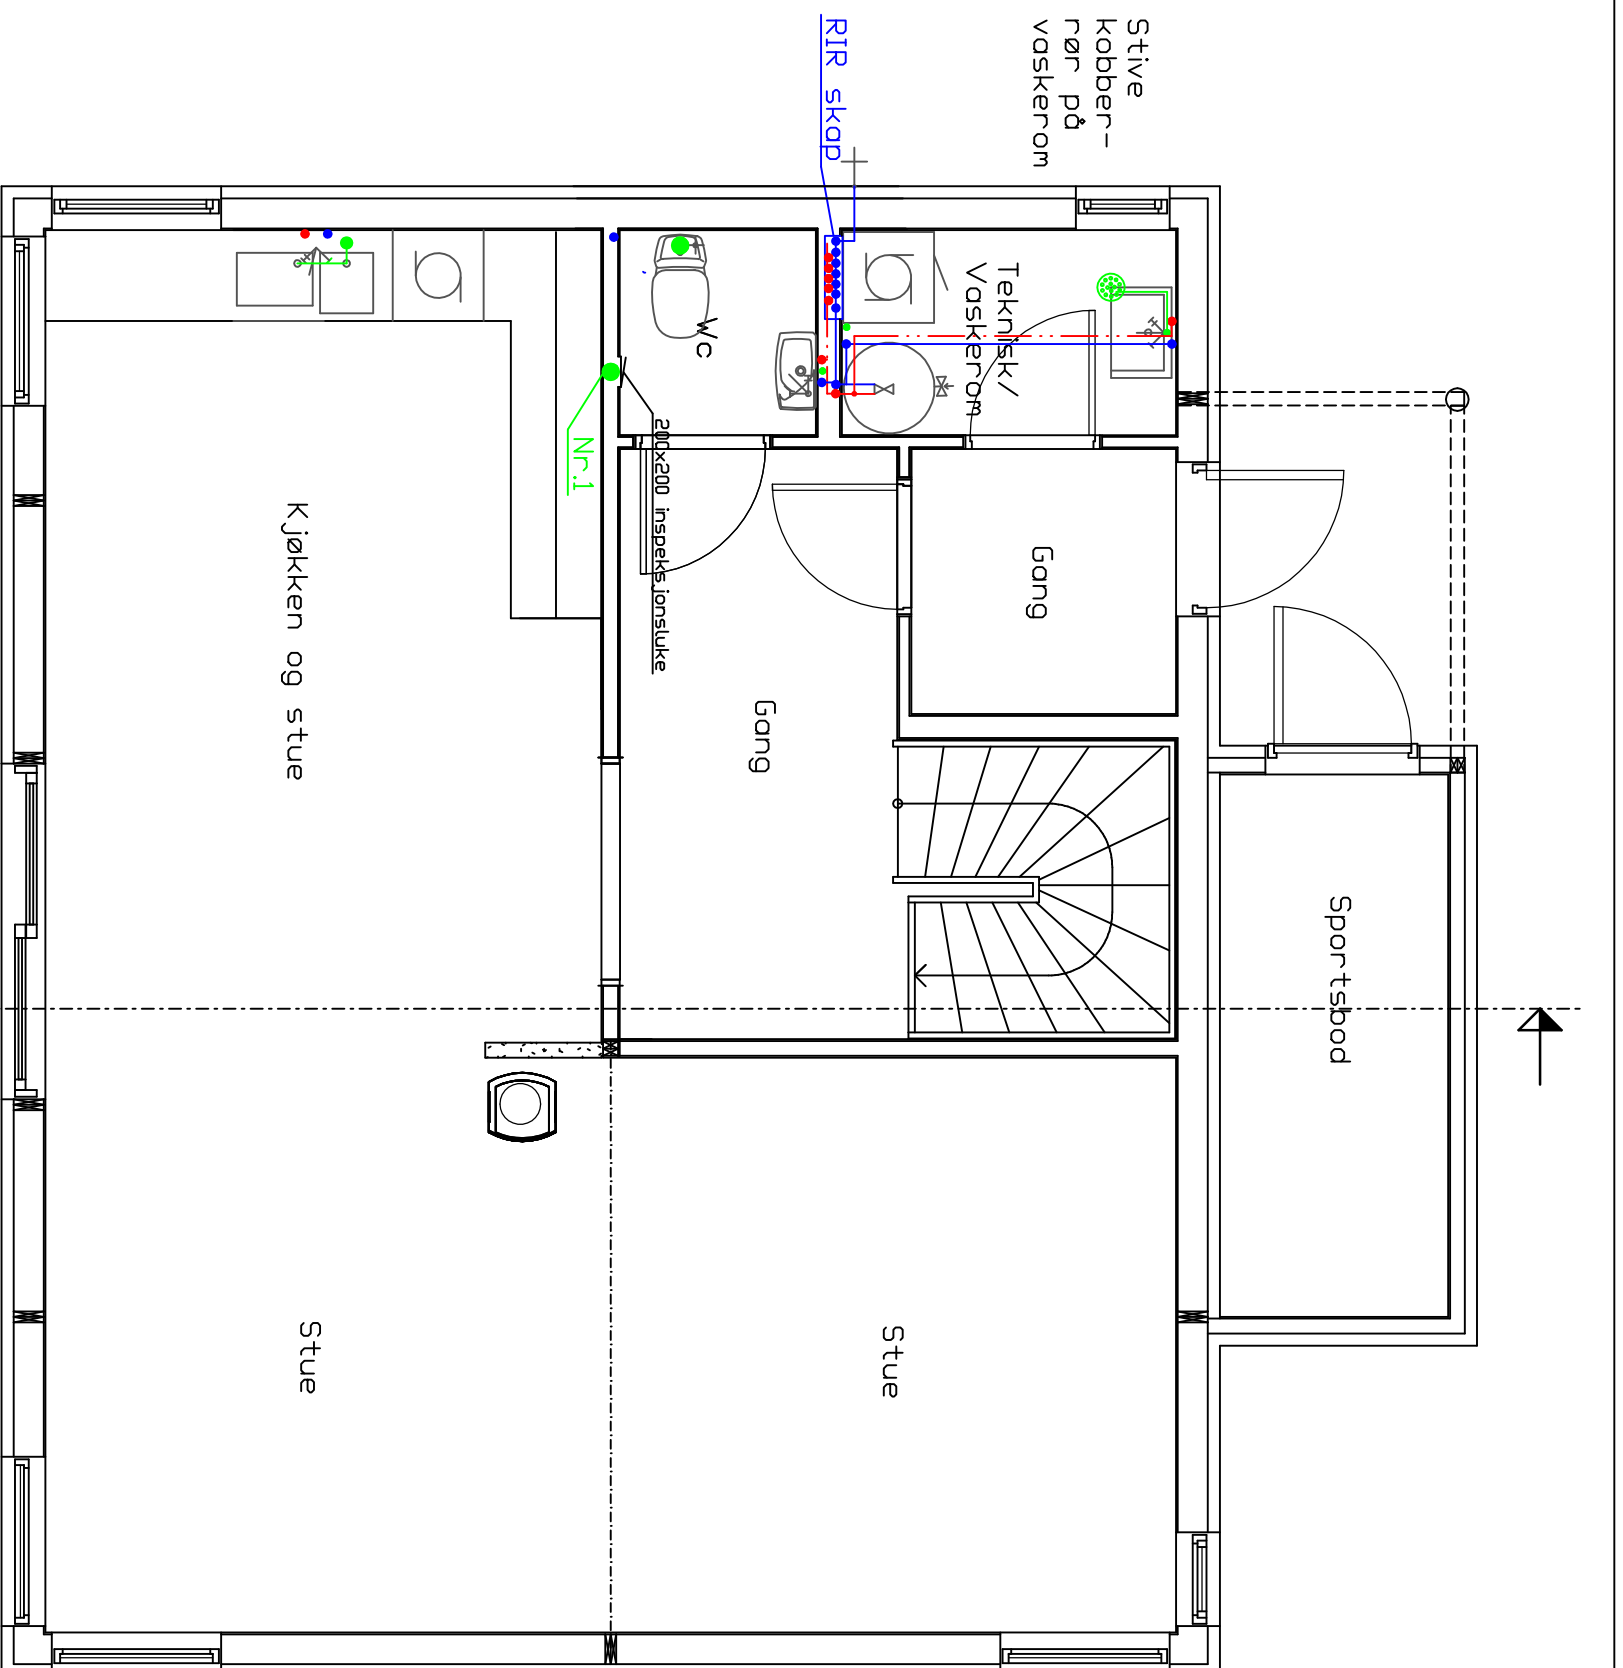 Stive
kobber-
rør på
vaskerom
RIR skap
Teknisk/
Vaskerom
Wc
200x200 inspeksjonsluke
Nr.1
Gang
Gang
Kjøkken og stue
Sportsbod
Stue
Stue